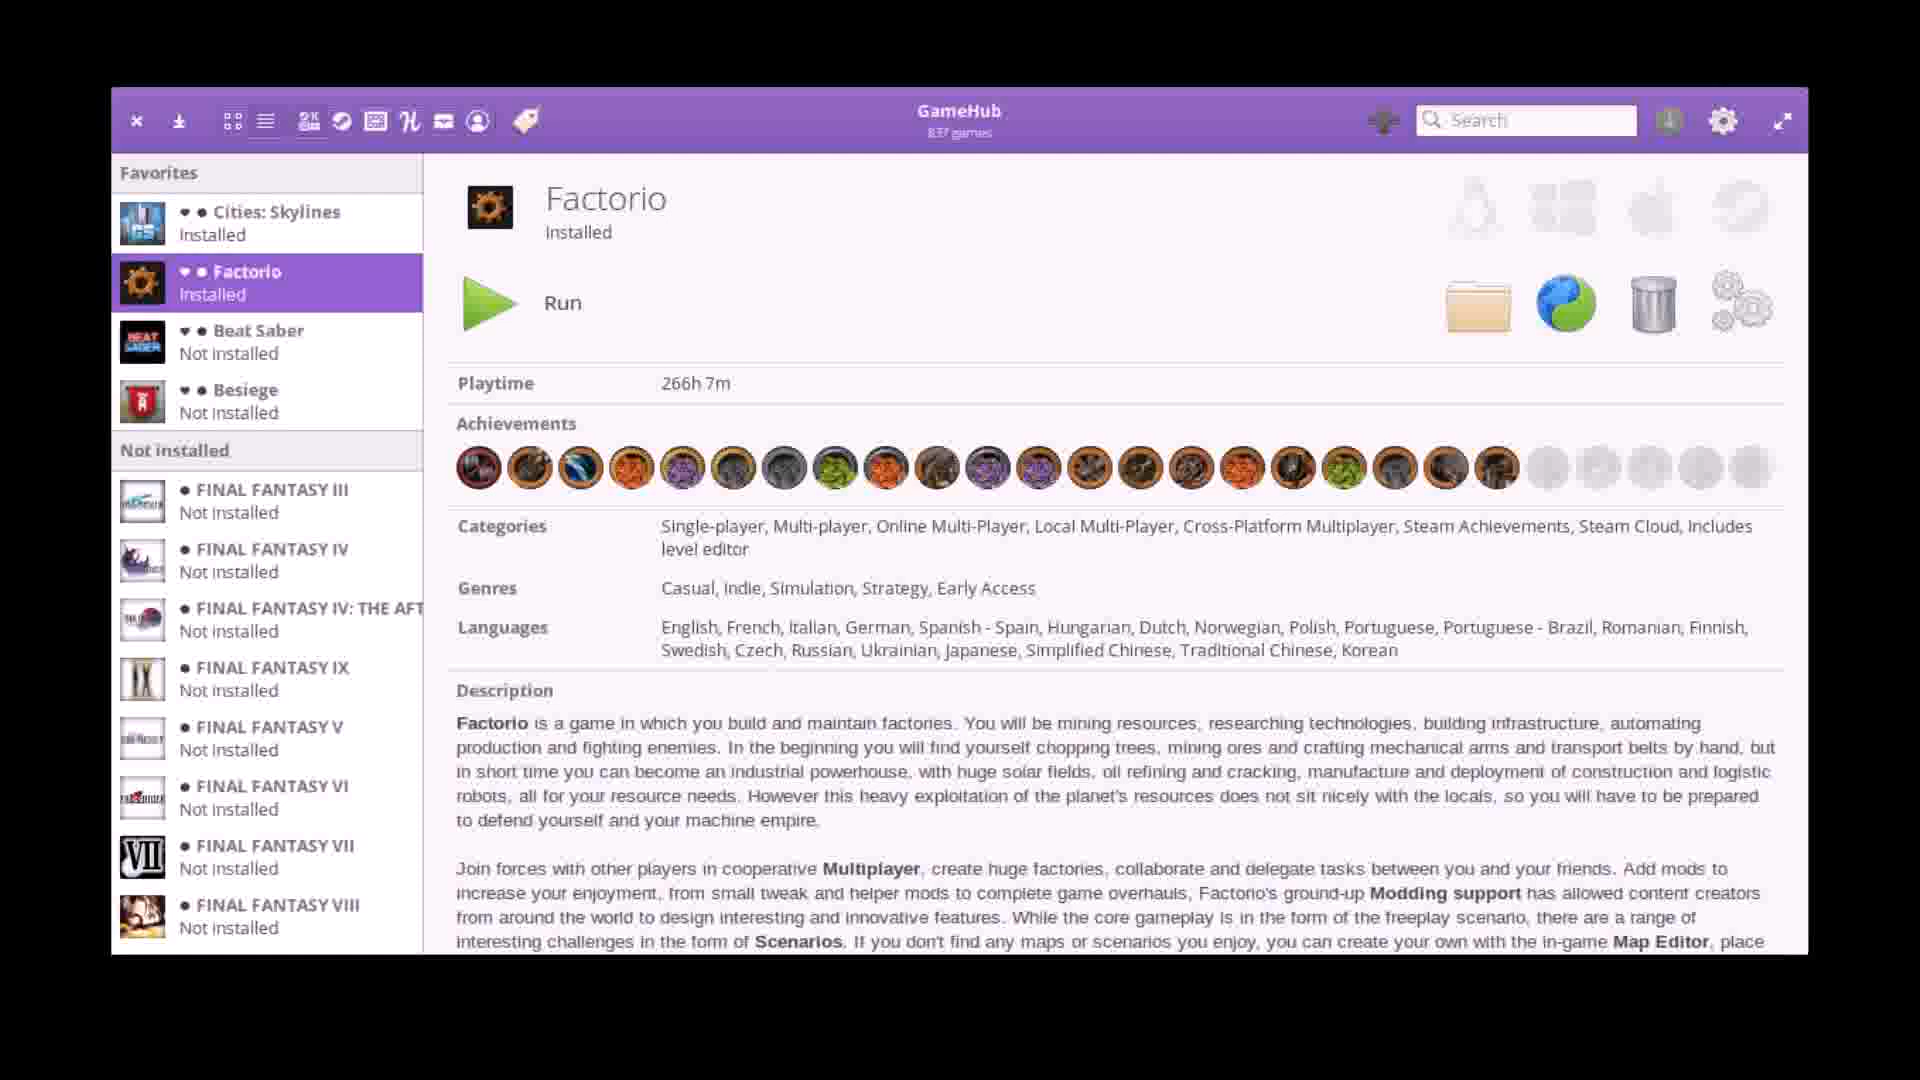 GameHub
837 games
Search
Favorites
Cities: Skylines
Installed
Factorio
Installed
Beat Saber
Not installed
Besiege
Not installed
Not installed
FINAL FANTASY III
Not installed
FINAL FANTASY IV
Not installed
FINAL FANTASY IV: THE AFT
Not installed
FINAL FANTASY IX
Not installed
FINAL FANTASY V
Not installed
FINAL FANTASY VI
Not installed
VII
FINAL FANTASY VII
Not installed
FINAL FANTASY VIII
Not installed
Factorio
Installed
Run
Playtime 266h 7m
Achievements
Categories Single-player, Multi-player, Online Multi-Player, Local Multi-Player, Cross-Platform Multiplayer, Steam Achievements, Steam Cloud, Includes
level editor
Genres Casual, Indie, Simulation, Strategy, Early Access
Languages English, French, Italian, German, Spanish - Spain, Hungarian, Dutch, Norwegian, Polish, Portuguese, Portuguese - Brazil, Romanian, Finnish,
Swedish, Czech, Russian, Ukrainian, Japanese, Simplified Chinese, Traditional Chinese, Korean
Description
Factorio is a game in which you build and maintain factories. You will be mining resources, researching technologies, building infrastructure, automating
production and fighting enemies. In the beginning you will find yourself chopping trees, mining ores and crafting mechanical arms and transport belts by hand, but
in short time you can become an industrial powerhouse, with huge solar fields, oil refining and cracking, manufacture and deployment of construction and logistic
robots, all for your resource needs. However this heavy exploitation of the planet's resources does not sit nicely with the locals, so you will have to be prepared
to defend yourself and your machine empire.
Join forces with other players in cooperative Multiplayer, create huge factories, collaborate and delegate tasks between you and your friends. Add mods to
increase your enjoyment, from small tweak and helper mods to complete game overhauls, Factorio's ground-up Modding support has allowed content creators
from around the world to design interesting and innovative features. While the core gameplay is in the form of the freeplay scenario, there are a range of
interesting challenges in the form of Scenarios. If you don't find any maps or scenarios you enjoy, you can create your own with the in-game Map Editor, place